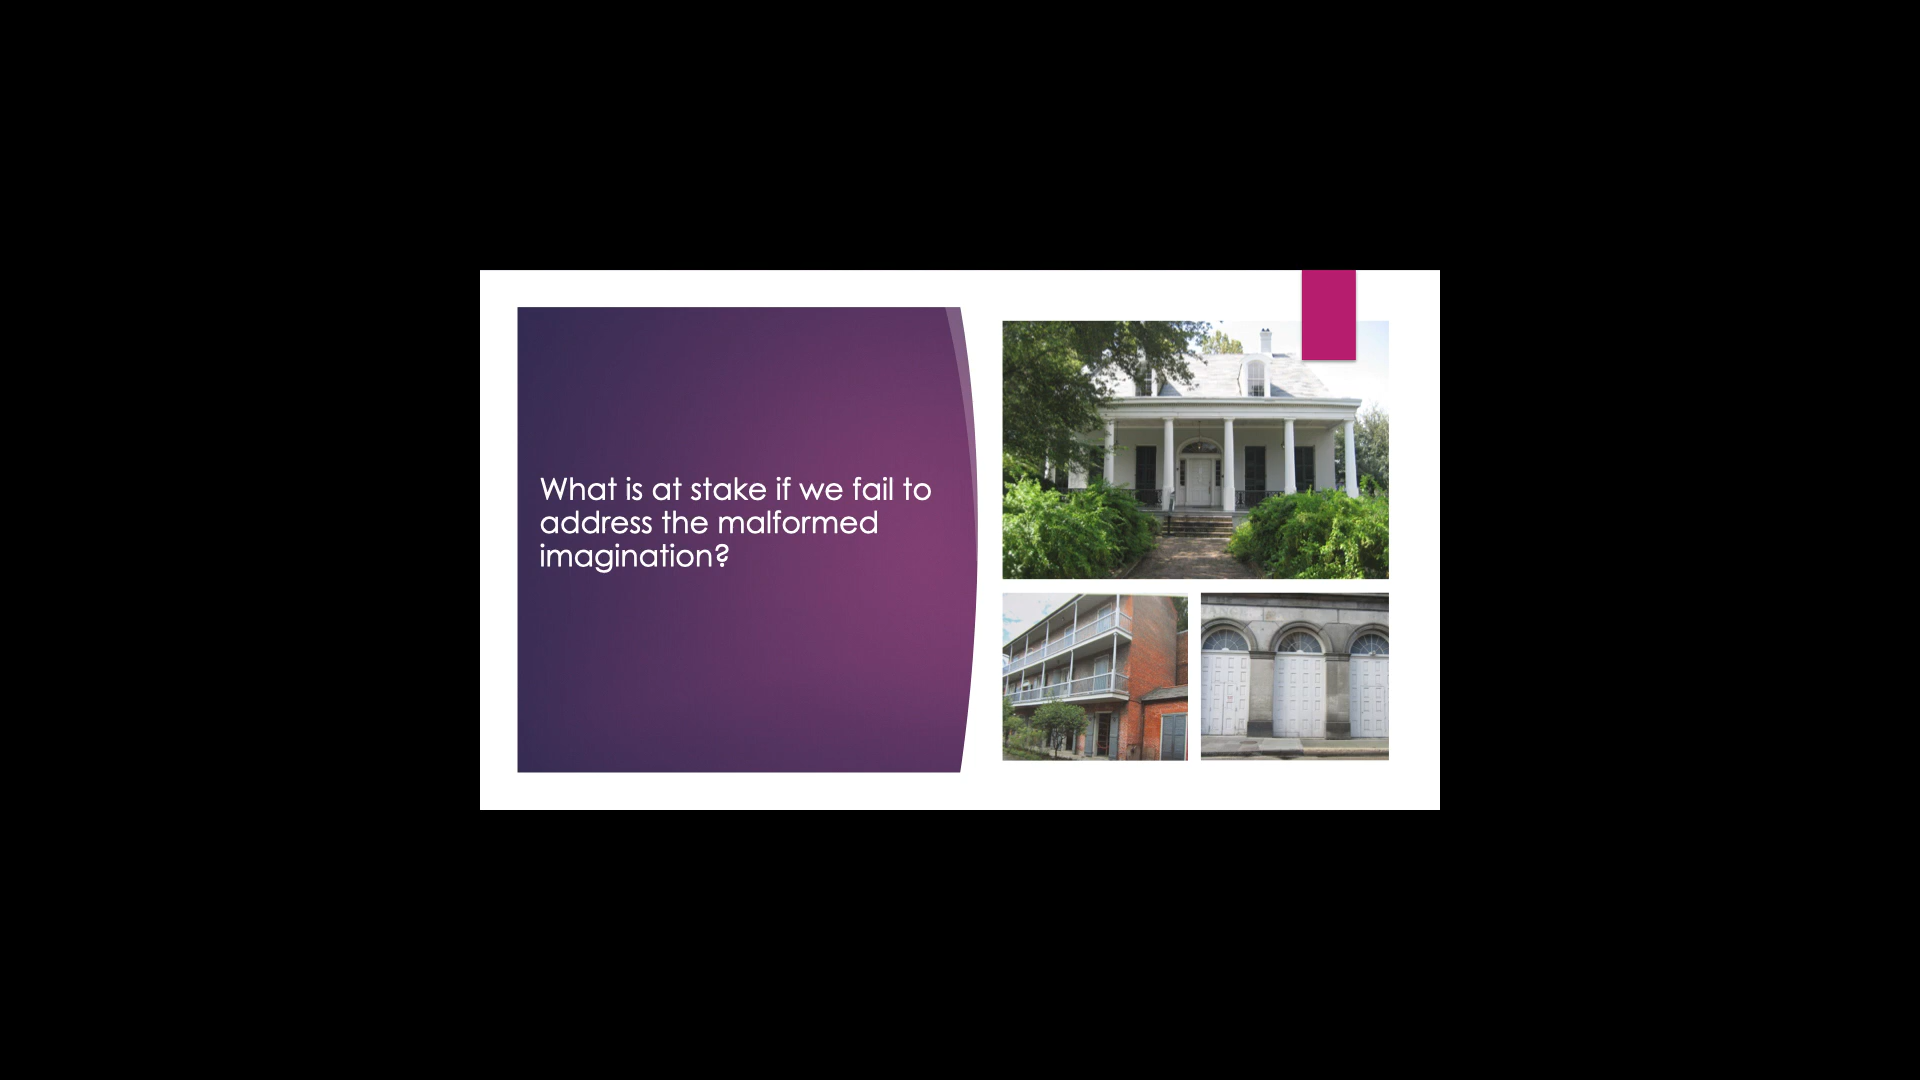 What is at stake if we fail to
address the malformed
imagination?